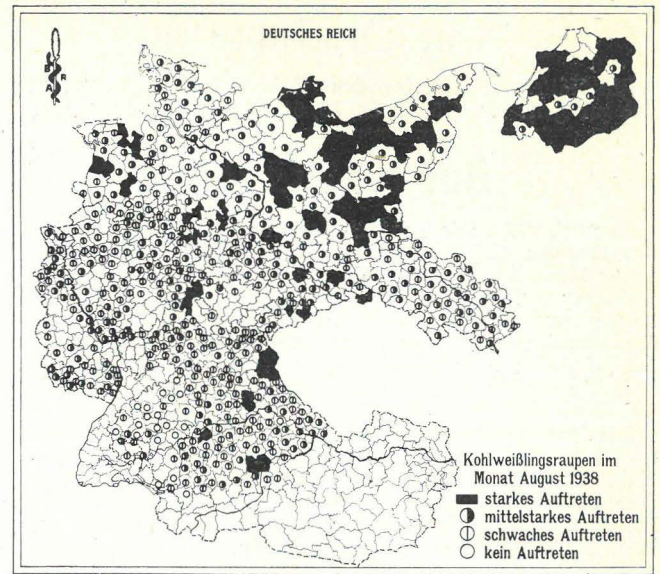 DEUTSCHES REICH
B R
A K
Kohlweißlingsraupen im
Monat August 1938
starkes Auftreten
mittelstarkes Auftreten
schwaches Auftreten
kein Auftreten